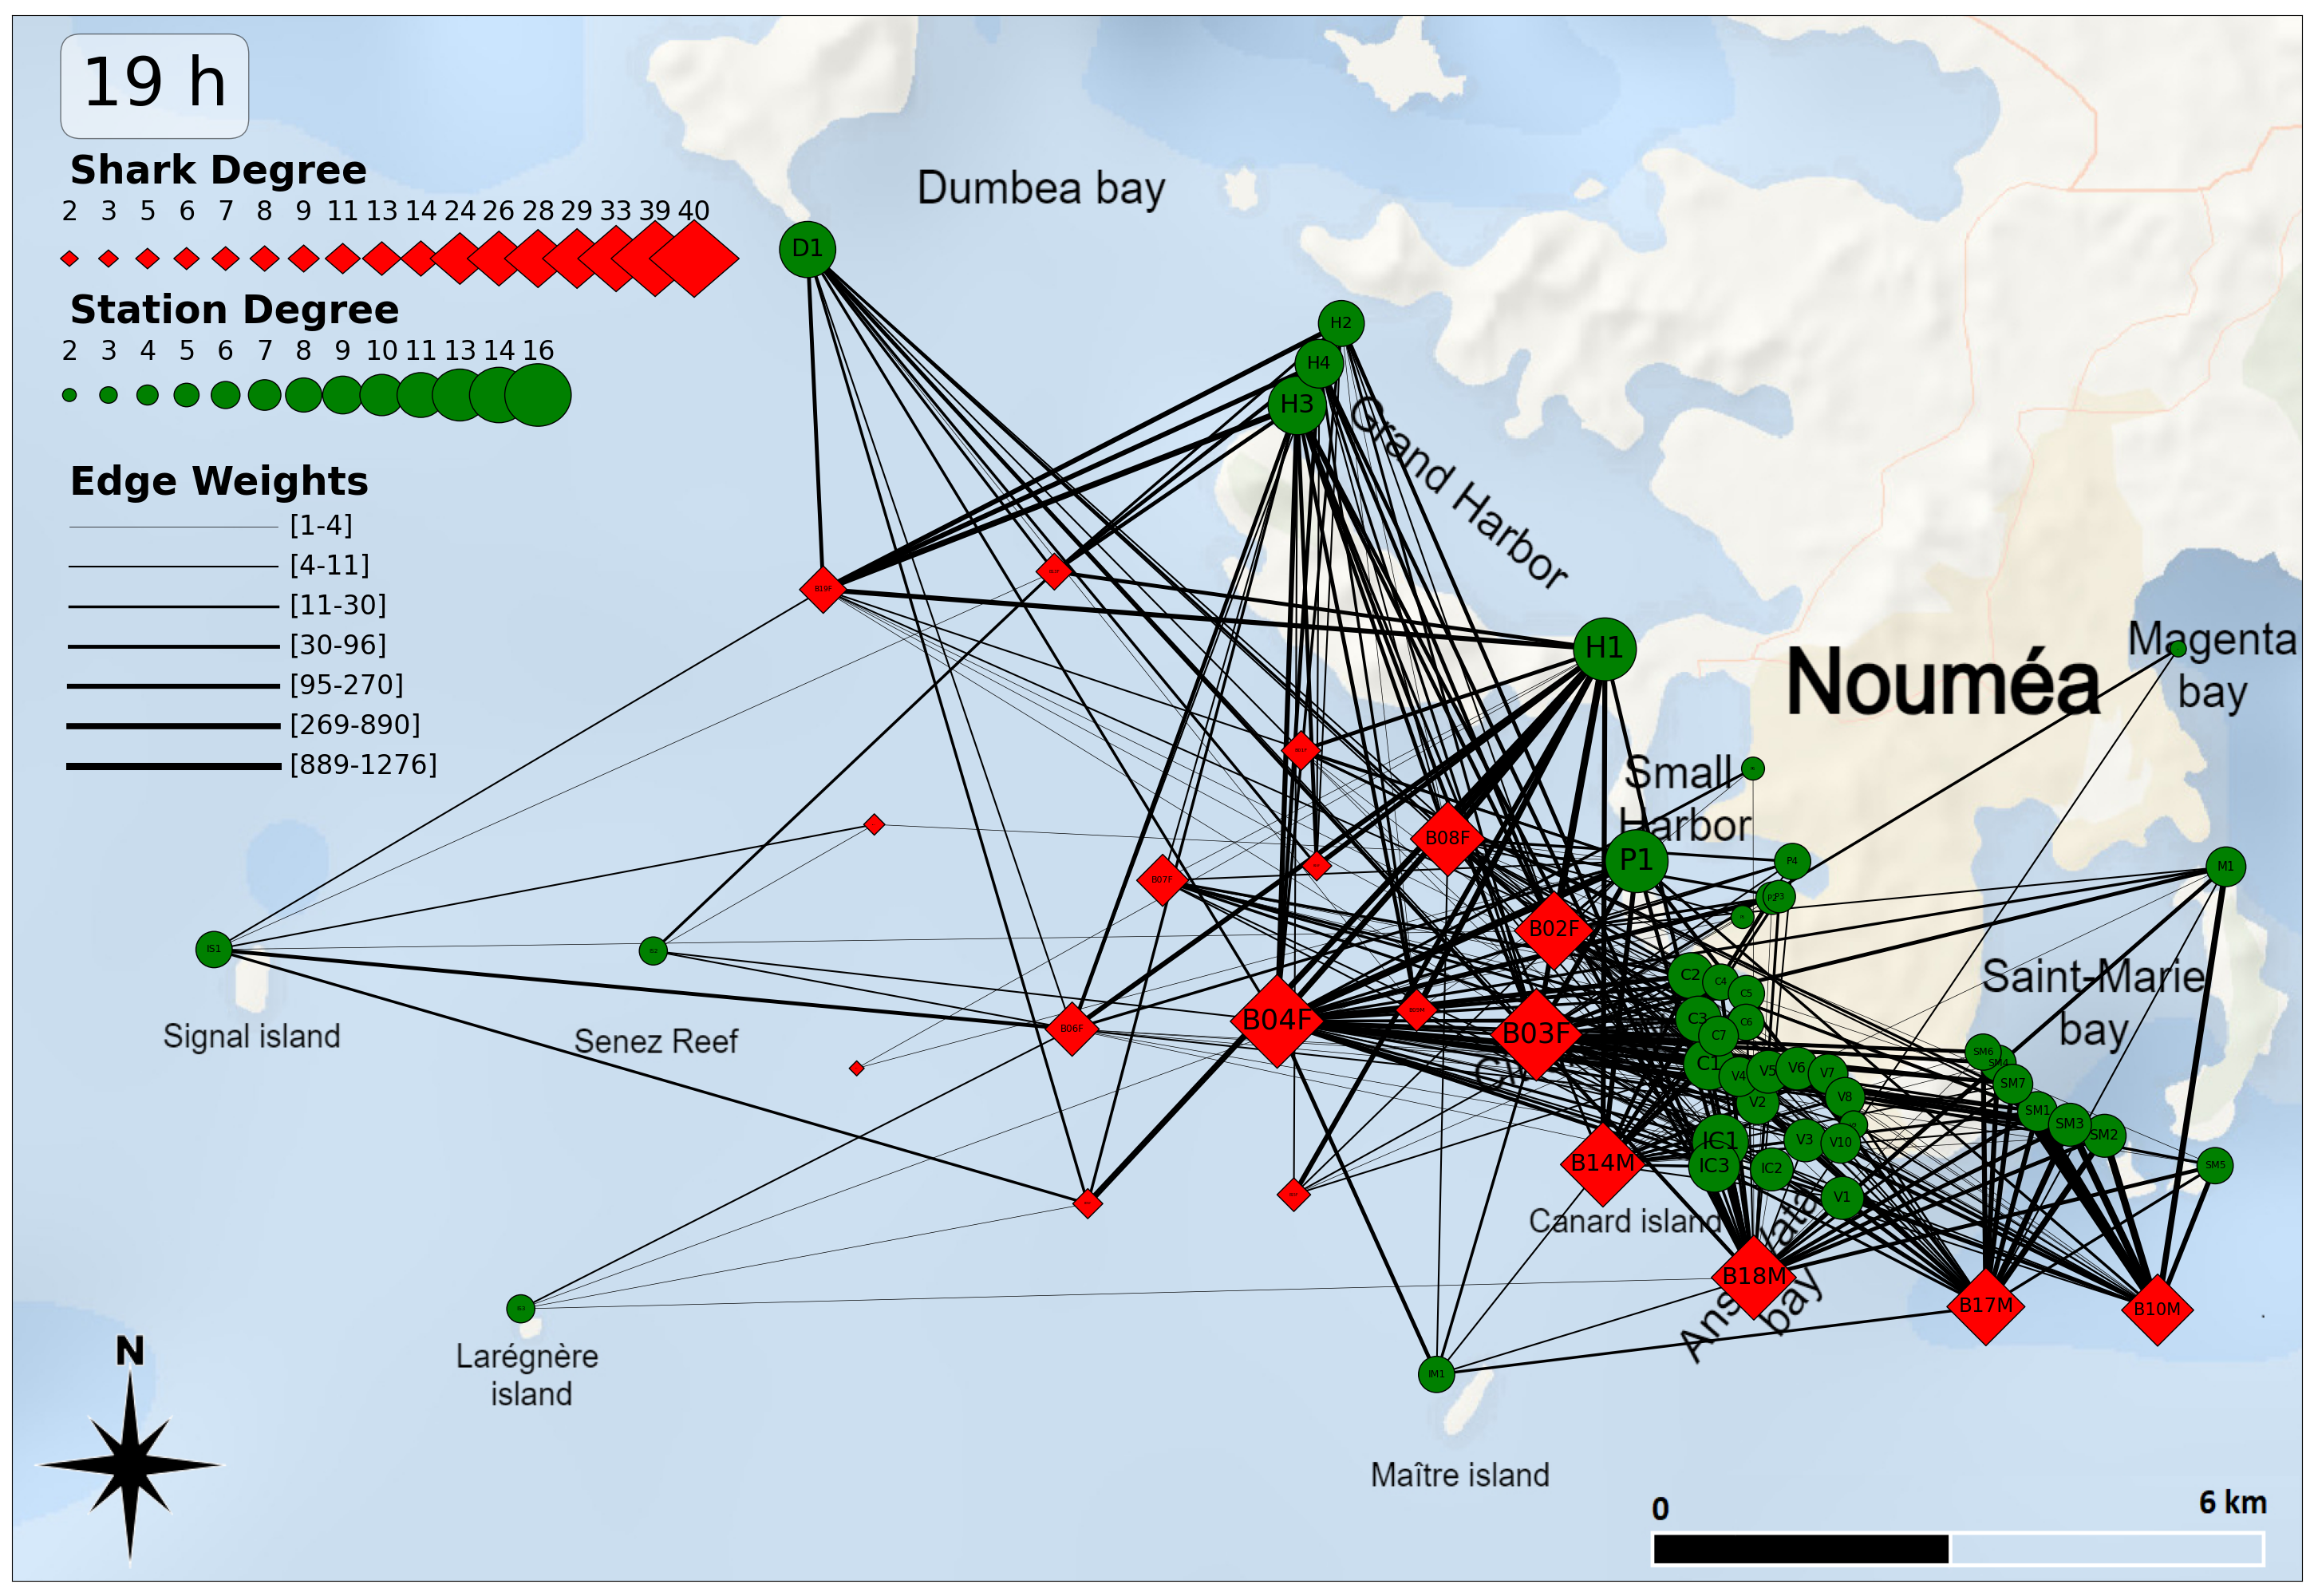 19 h
Shark Degree
2 3 5 6 7 8 9 11 13 14 24 26 28 29 33 39 40
Station Degree
2 3 4 5 6 7 8 9 10 11 13 14 16
Edge Weights
[1-4]
[4-11]
[11-30]
[30-96]
[95-270]
[269-890]
[889-1276]
Dumbea bay
D1
H2
H4
H3
Grand Harbor
B19F
H1
Nouméa
Magenta
bay
Small
Harbor
B08F
P1
P4
P3
M1
B07F
B02F
IS1
Signal island
Senez Reef
B06F
B04F
B03F
C2
C4
C5
C3
C6
C7
C1
V4
V5
V6
V7
V2
V8
IC1
V3
V10
IC3
IC2
V1
Saint-Marie
bay
SM6
SM4
SM7
SM1
SM3
SM2
SM5
B14M
Canard island
B18M
bay
B17M
B10M
Larégnère
island
IM1
Maître island
N
0
6 km